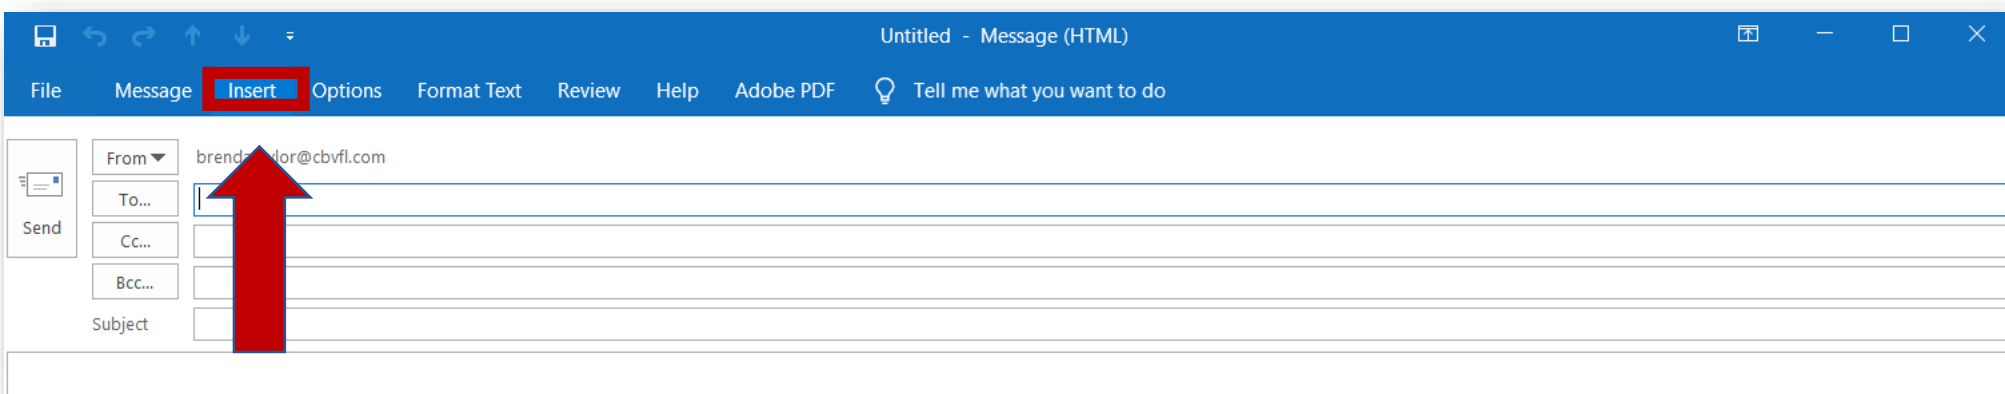 Untitled - Message (HTML)
File Message Insert Options Format Text Review Help Adobe PDF Tell me what you want to do
From
To...
Cc...
Bcc...
Subject
Send